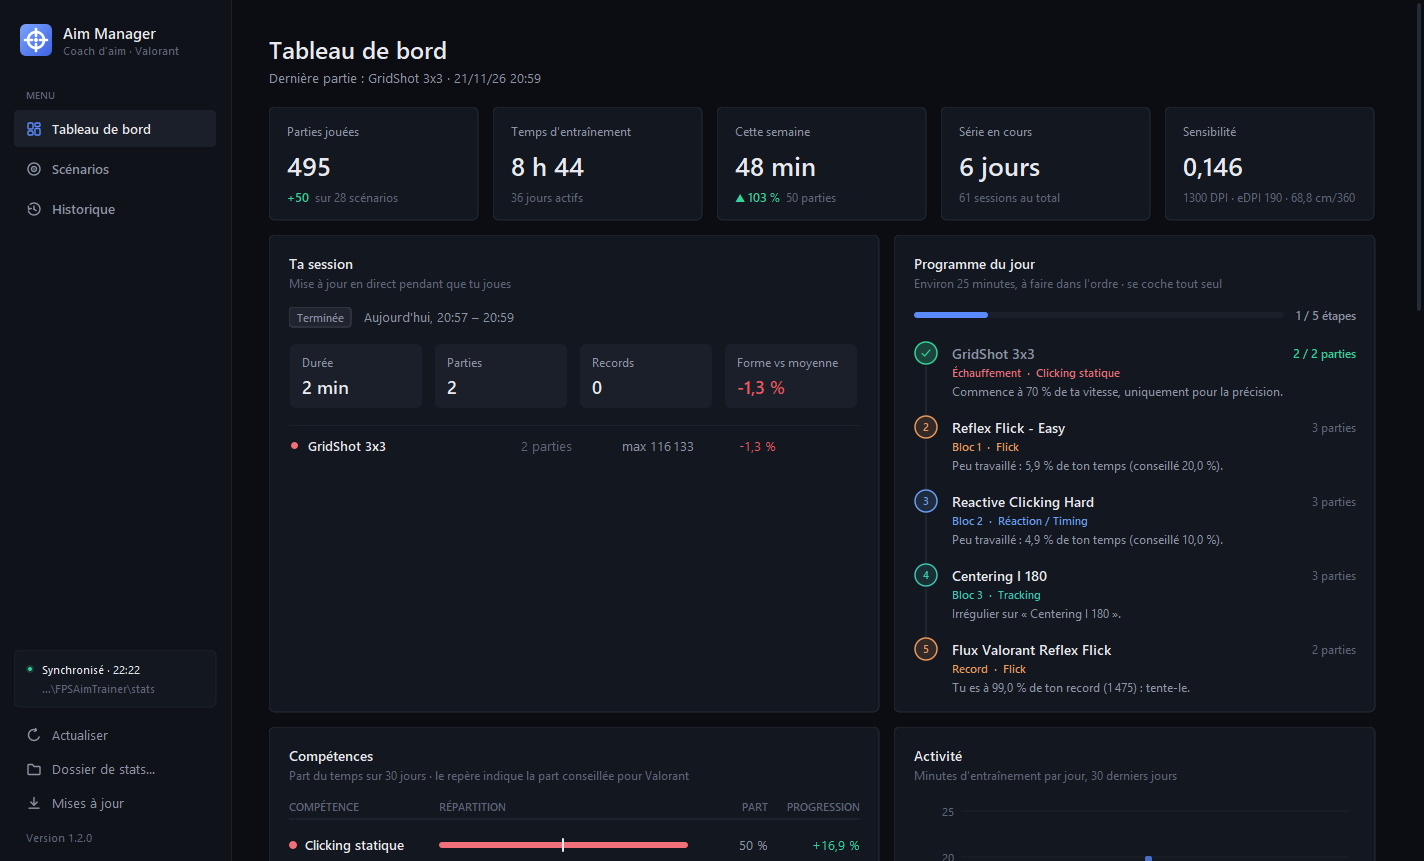 Aim Manager
Coach d'aim · Valorant
MENU
Tableau de bord
Scénarios
Historique
Synchronisé · 22:22
...\FPSAimTrainer\stats
Actualiser
Dossier de stats...
Mises à jour
Version 1.2.0
Tableau de bord
Dernière partie : GridShot 3x3 · 21/11/26 20:59
Parties jouées
495
+50 sur 28 scénarios
Temps d'entraînement
8 h 44
36 jours actifs
Cette semaine
48 min
▲ 103 % 50 parties
Série en cours
6 jours
61 sessions au total
Sensibilité
0,146
1300 DPI · eDPI 190 · 68,8 cm/360
Ta session
Mise à jour en direct pendant que tu joues
Terminée Aujourd'hui, 20:57 – 20:59
Durée
2 min
Parties
2
Records
0
Forme vs moyenne
-1,3 %
GridShot 3x3 2 parties max 116 133 -1,3 %
Programme du jour
Environ 25 minutes, à faire dans l'ordre · se coche tout seul
1 / 5 étapes
GridShot 3x3 2 / 2 parties
Échauffement · Clicking statique
Commence à 70 % de ta vitesse, uniquement pour la précision.
2 Reflex Flick - Easy 3 parties
Bloc 1 · Flick
Peu travaillé : 5,9 % de ton temps (conseillé 20,0 %).
3 Reactive Clicking Hard 3 parties
Bloc 2 · Réaction / Timing
Peu travaillé : 4,9 % de ton temps (conseillé 10,0 %).
4 Centering I 180 3 parties
Bloc 3 · Tracking
Irrégulier sur « Centering I 180 ».
5 Flux Valorant Reflex Flick 2 parties
Record · Flick
Tu es à 99,0 % de ton record (1 475) : tente-le.
Compétences
Part du temps sur 30 jours · le repère indique la part conseillée pour Valorant
COMPÉTENCE RÉPARTITION PART PROGRESSION
Clicking statique 50 % +16,9 %
Activité
Minutes d'entraînement par jour, 30 derniers jours
25
20